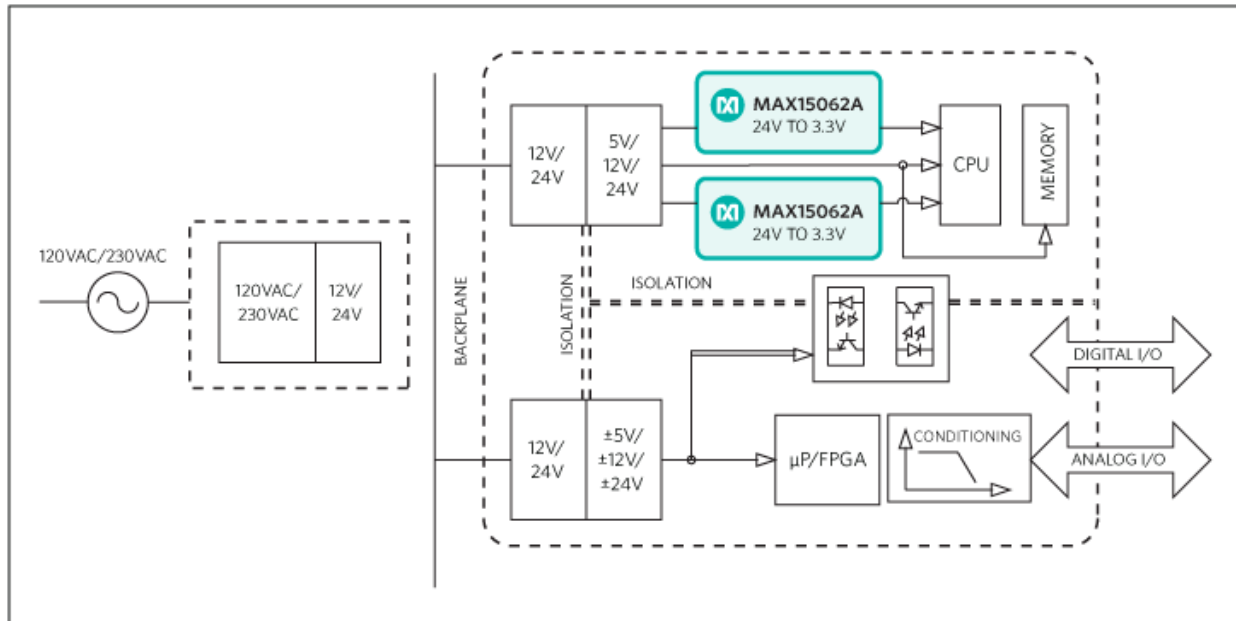 120VAC/230VAC
120VAC/
230VAC
12V/
24V
BACKPLANE
12V/
24V
5V/
12V/
24V
MAX15062A
24V TO 3.3V
MAX15062A
24V TO 3.3V
CPU
MEMORY
ISOLATION
ISOLATION
DIGITAL I/O
12V/
24V
±5V/
±12V/
±24V
µP/FPGA
CONDITIONING
ANALOG I/O